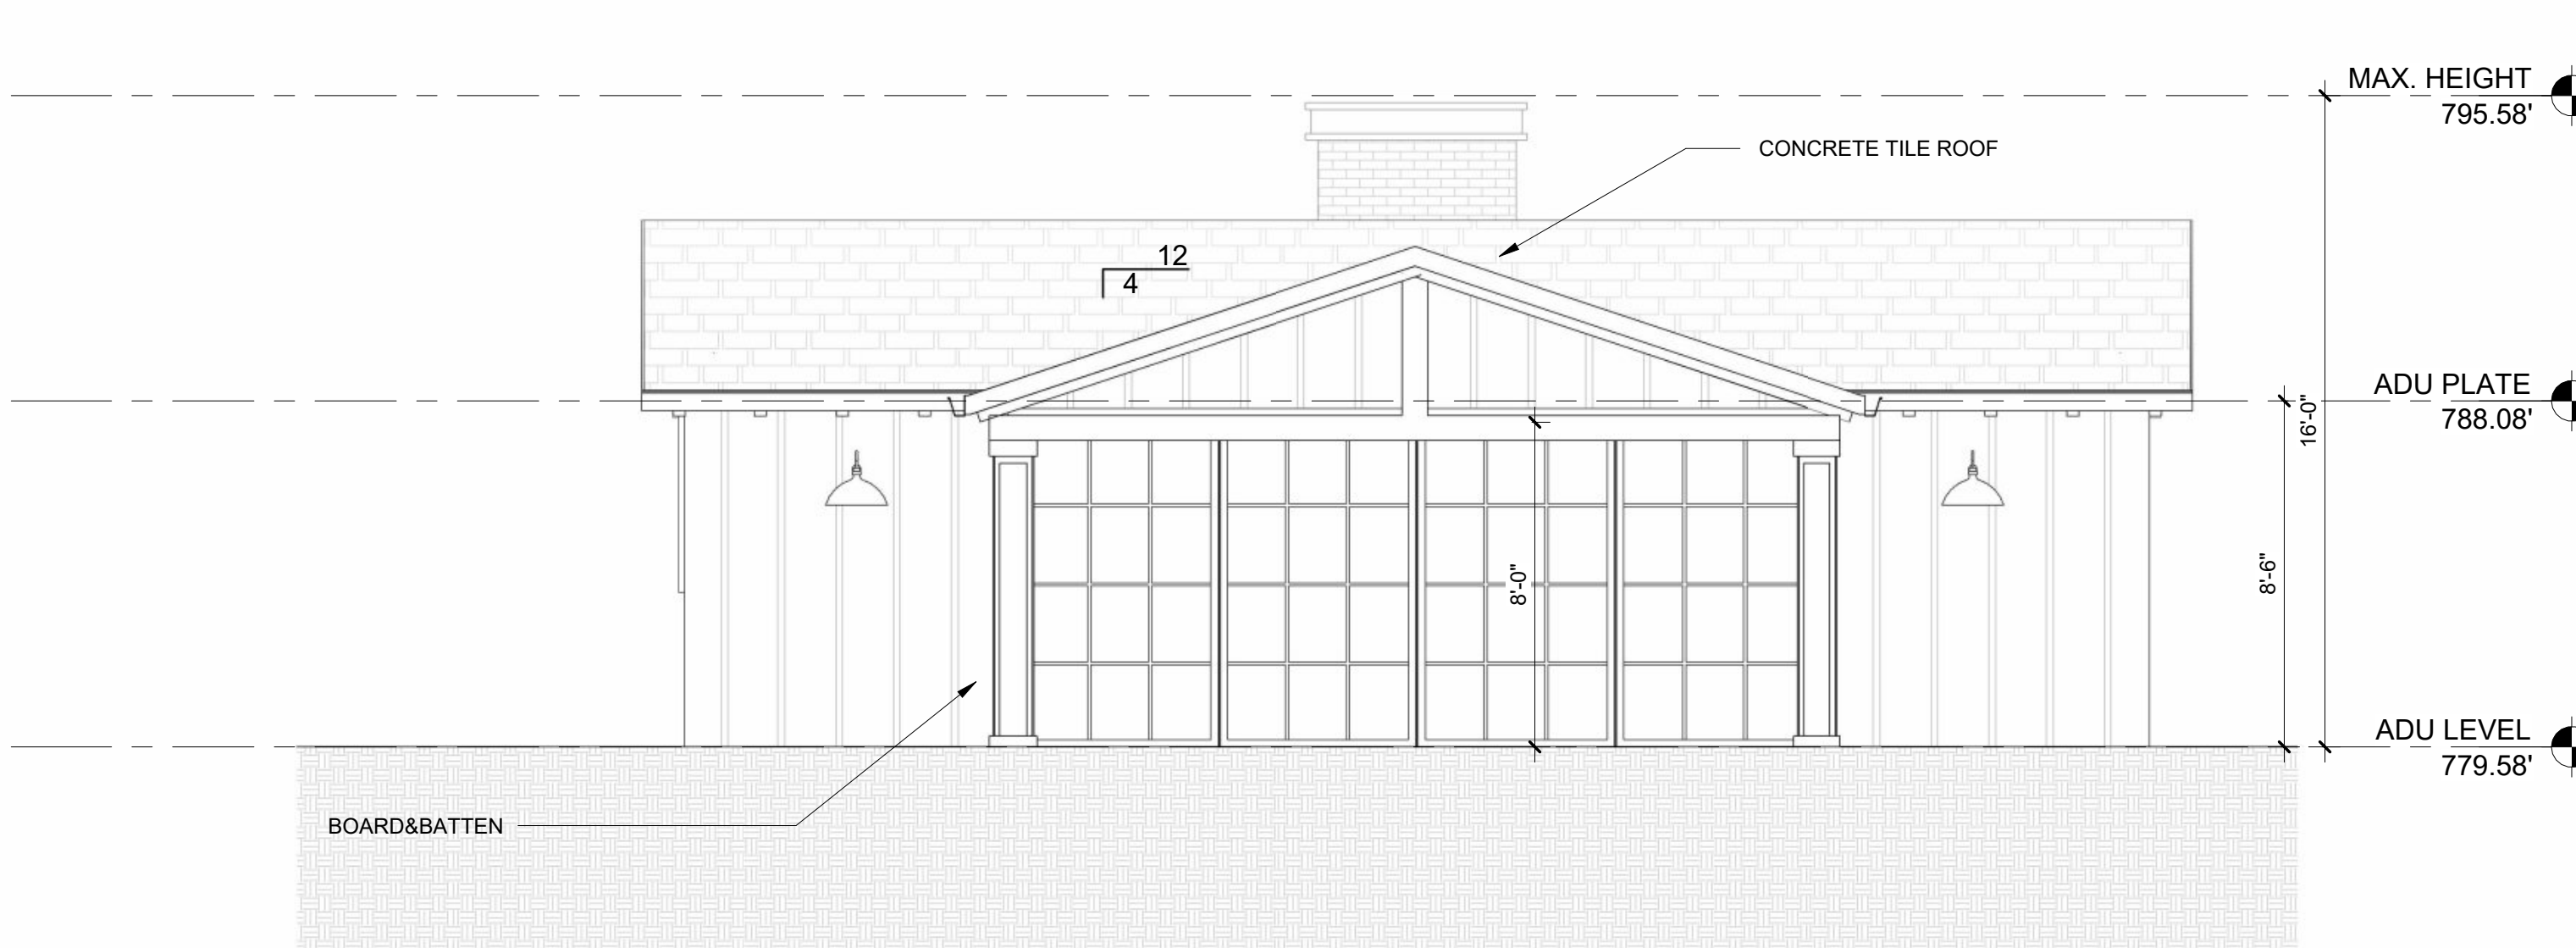 MAX. HEIGHT
795.58'
CONCRETE TILE ROOF
12
4
ADU PLATE
788.08'
16'-0"
8'-6"
8'-0"
ADU LEVEL
779.58'
BOARD&BATTEN